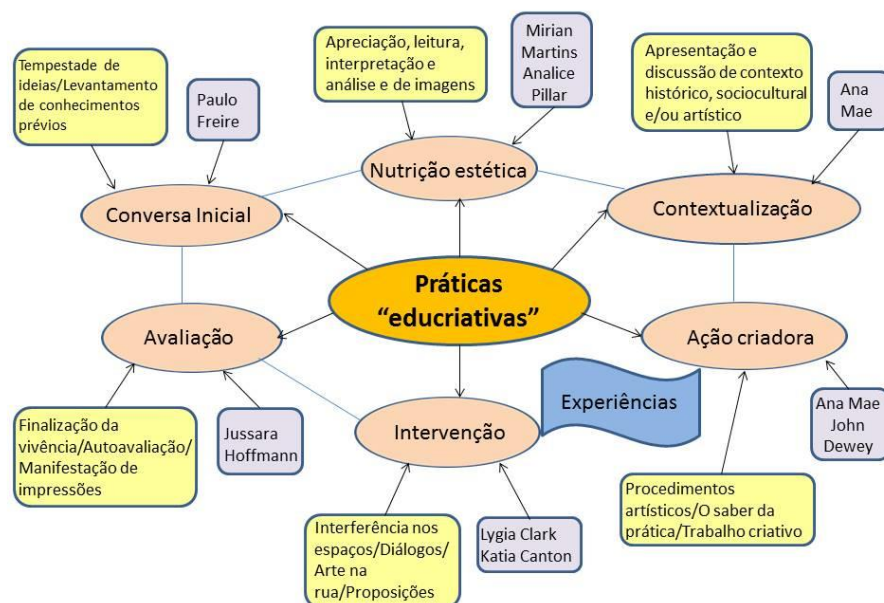 Tempestade de
ideias/Levantamento
de conhecimentos
prévios
Paulo
Freire
Apreciação, leitura,
interpretação e
análise e de imagens
Mirian
Martins
Analice
Pillar
Apresentação e
discussão de contexto
histórico, sociocultural
e/ou artístico
Ana
Mae
Conversa Inicial
Nutrição estética
Contextualização
Práticas
“educriativas”
Avaliação
Ação criadora
Intervenção
Experiências
Finalização da
vivência/Autoavaliação/
Manifestação de
impressões
Jussara
Hoffmann
Interferência nos
espaços/Diálogos/
Arte na
rua/Proposições
Lygia Clark
Katia Canton
Procedimentos
artísticos/O saber da
prática/Trabalho criativo
Ana Mae
John
Dewey